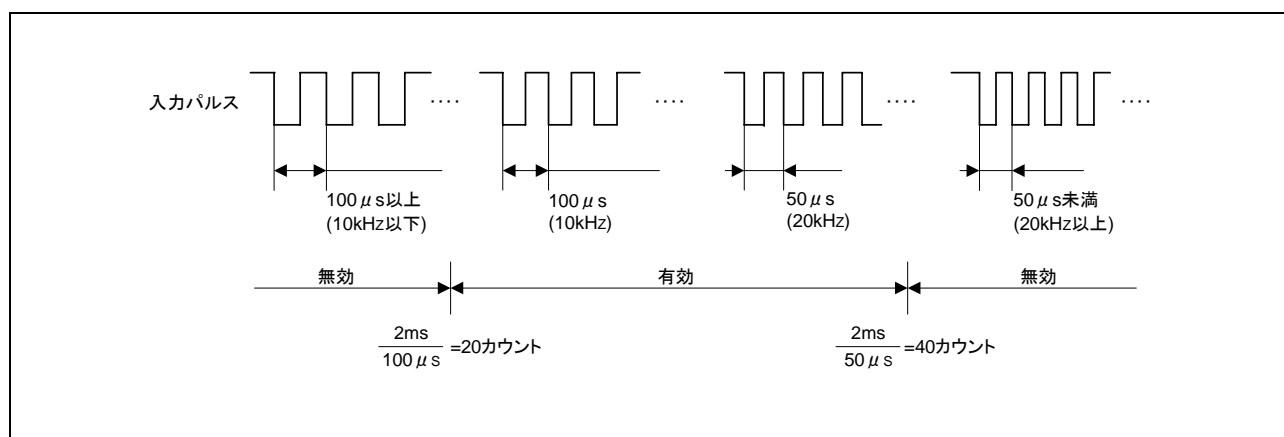 入力パルス
‥‥
‥‥
‥‥
‥‥
100μs以上
(10kHz以下)
100μs
(10kHz)
50μs
(20kHz)
50μs未満
(20kHz以上)
無効
有効
無効
2ms
100μs
=20カウント
2ms
50μs
=40カウント